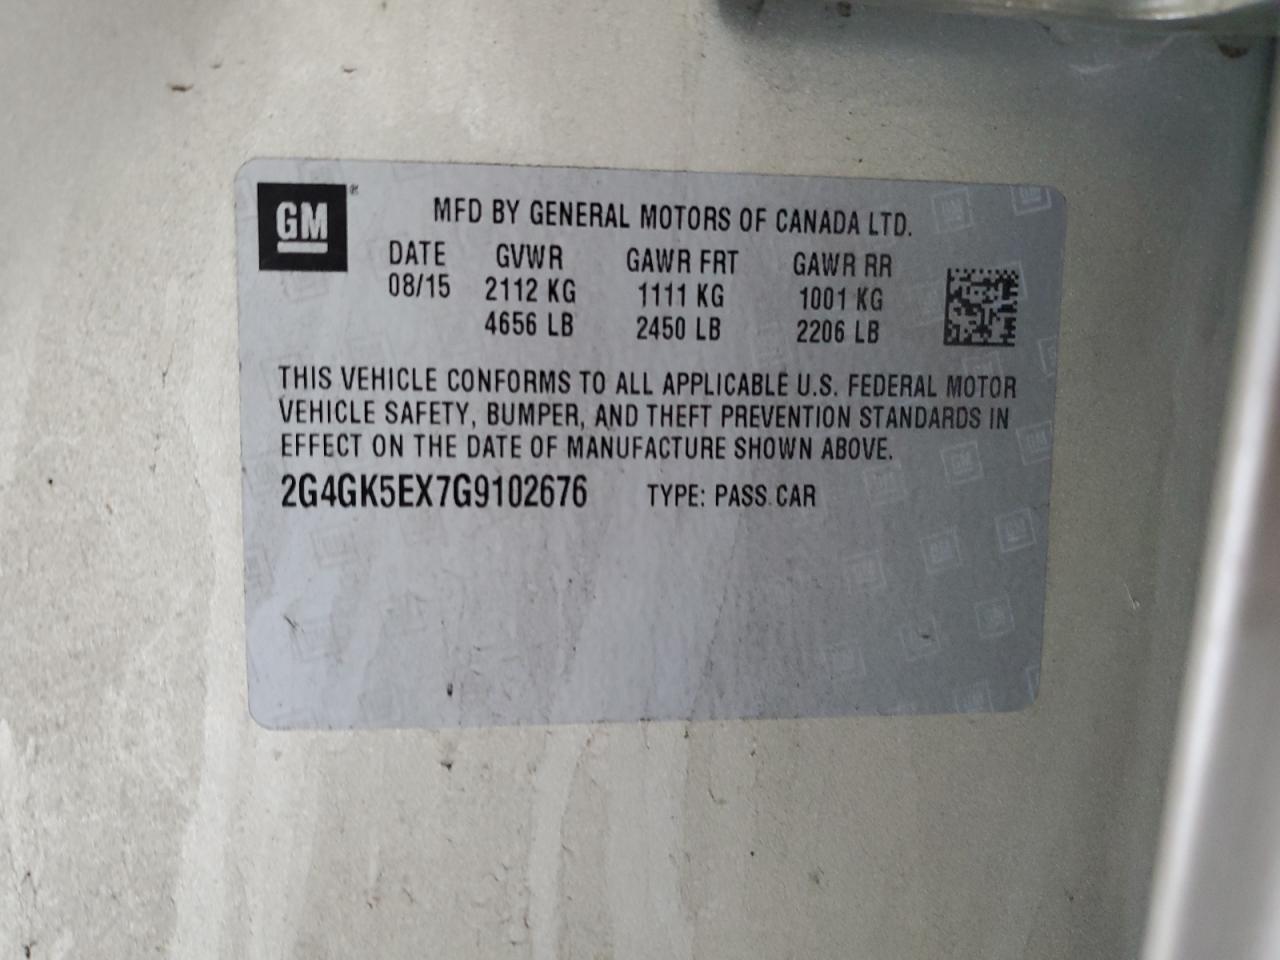 GM®
MFD BY GENERAL MOTORS OF CANADA LTD.
DATE GVWR GAWR FRT GAWR RR
08/15 2112 KG 1111 KG 1001 KG
4656 LB 2450 LB 2206 LB
THIS VEHICLE CONFORMS TO ALL APPLICABLE U.S. FEDERAL MOTOR
VEHICLE SAFETY, BUMPER, AND THEFT PREVENTION STANDARDS IN
EFFECT ON THE DATE OF MANUFACTURE SHOWN ABOVE.
2G4GK5EX7G9102676 TYPE: PASS CAR